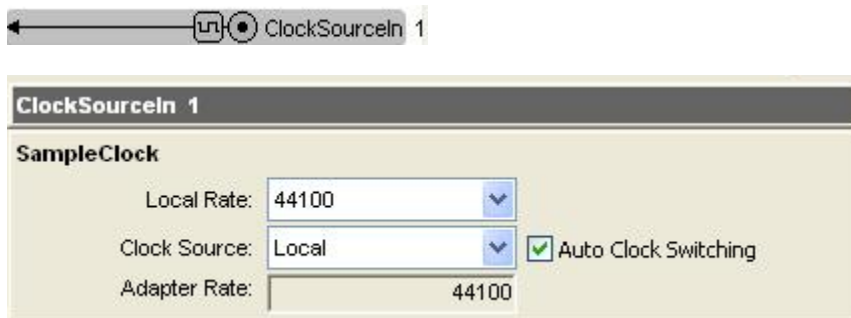 ClockSourceIn 1
ClockSourceIn 1
SampleClock
Local Rate: 44100
Clock Source: Local Auto Clock Switching
Adapter Rate: 44100